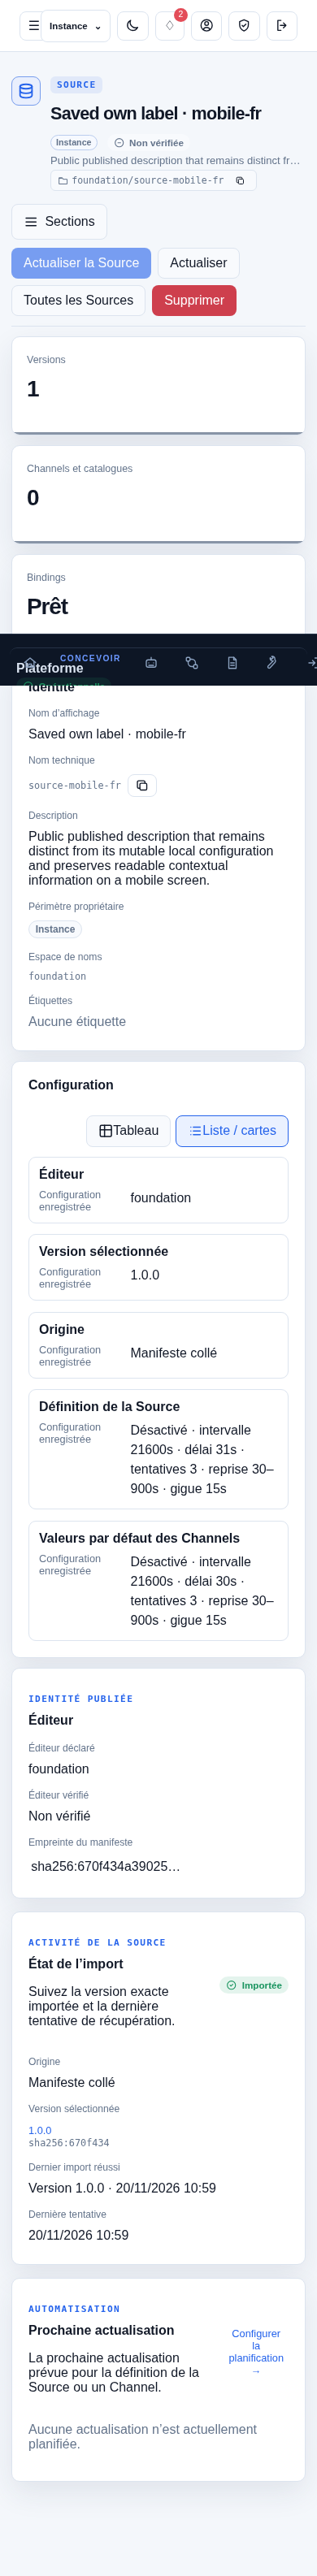 Instance
2
SOURCE
Saved own label · mobile-fr
Instance
Non vérifiée
Public published description that remains distinct fr…
foundation/source-mobile-fr
Sections
Actualiser la Source
Actualiser
Toutes les Sources
Supprimer
Versions
1
Channels et catalogues
0
Bindings
Prêt
CONCEVOIR
Plateforme
Identité
Nom d’affichage
Saved own label · mobile-fr
Nom technique
source-mobile-fr
Description
Public published description that remains
distinct from its mutable local configuration
and preserves readable contextual
information on a mobile screen.
Périmètre propriétaire
Instance
Espace de noms
foundation
Étiquettes
Aucune étiquette
Configuration
Tableau
Liste / cartes
Éditeur
Configuration
enregistrée
foundation
Version sélectionnée
Configuration
enregistrée
1.0.0
Origine
Configuration
enregistrée
Manifeste collé
Définition de la Source
Configuration
enregistrée
Désactivé · intervalle
21600s · délai 31s ·
tentatives 3 · reprise 30–
900s · gigue 15s
Valeurs par défaut des Channels
Configuration
enregistrée
Désactivé · intervalle
21600s · délai 30s ·
tentatives 3 · reprise 30–
900s · gigue 15s
IDENTITÉ PUBLIÉE
Éditeur
Éditeur déclaré
foundation
Éditeur vérifié
Non vérifié
Empreinte du manifeste
sha256:670f434a39025…
ACTIVITÉ DE LA SOURCE
État de l’import
Importée
Suivez la version exacte
importée et la dernière
tentative de récupération.
Origine
Manifeste collé
Version sélectionnée
1.0.0
sha256:670f434
Dernier import réussi
Version 1.0.0 · 20/11/2026 10:59
Dernière tentative
20/11/2026 10:59
AUTOMATISATION
Prochaine actualisation
Configurer
la
planification
→
La prochaine actualisation
prévue pour la définition de la
Source ou un Channel.
Aucune actualisation n’est actuellement
planifiée.